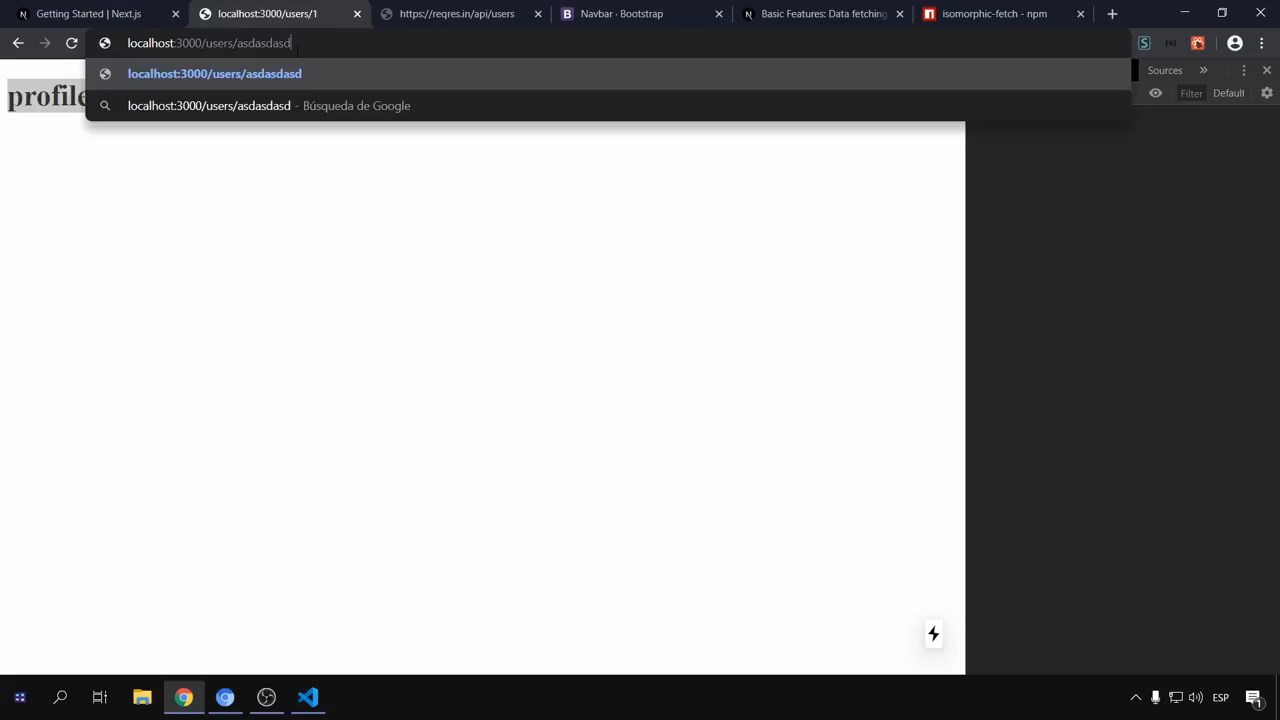 Getting Started | Next.js
localhost:3000/users/1
https://reqres.in/api/users
Navbar · Bootstrap
Basic Features: Data fetching
isomorphic-fetch - npm
localhost:3000/users/asdasdasd
localhost:3000/users/asdasdasd
localhost:3000/users/asdasdasd - Búsqueda de Google
Sources
Filter
Default
profile
ESP
1